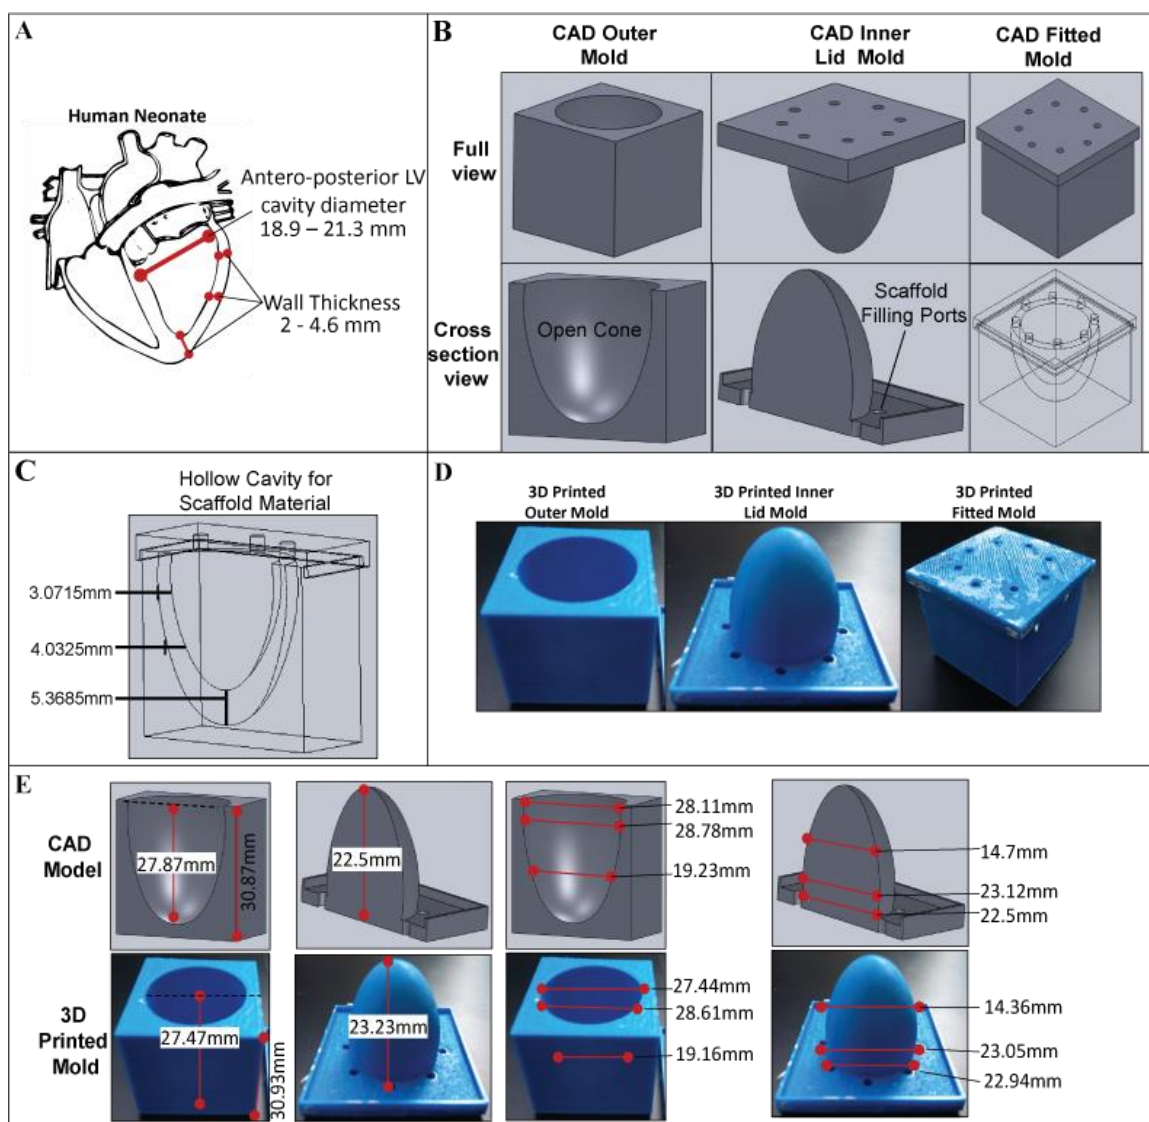 A
Human Neonate
Antero-posterior LV
cavity diameter
18.9 – 21.3 mm
Wall Thickness
2 - 4.6 mm
B
CAD Outer
Mold
CAD Inner
Lid Mold
CAD Fitted
Mold
Full
view
Cross
section
view
Open Cone
Scaffold
Filling Ports
C
Hollow Cavity for
Scaffold Material
3.0715mm
4.0325mm
5.3685mm
D
3D Printed
Outer Mold
3D Printed Inner
Lid Mold
3D Printed
Fitted Mold
E
CAD
Model
27.87mm
30.87mm
22.5mm
28.11mm
28.78mm
19.23mm
14.7mm
23.12mm
22.5mm
3D
Printed
Mold
27.47mm
30.93mm
23.23mm
27.44mm
28.61mm
19.16mm
14.36mm
23.05mm
22.94mm